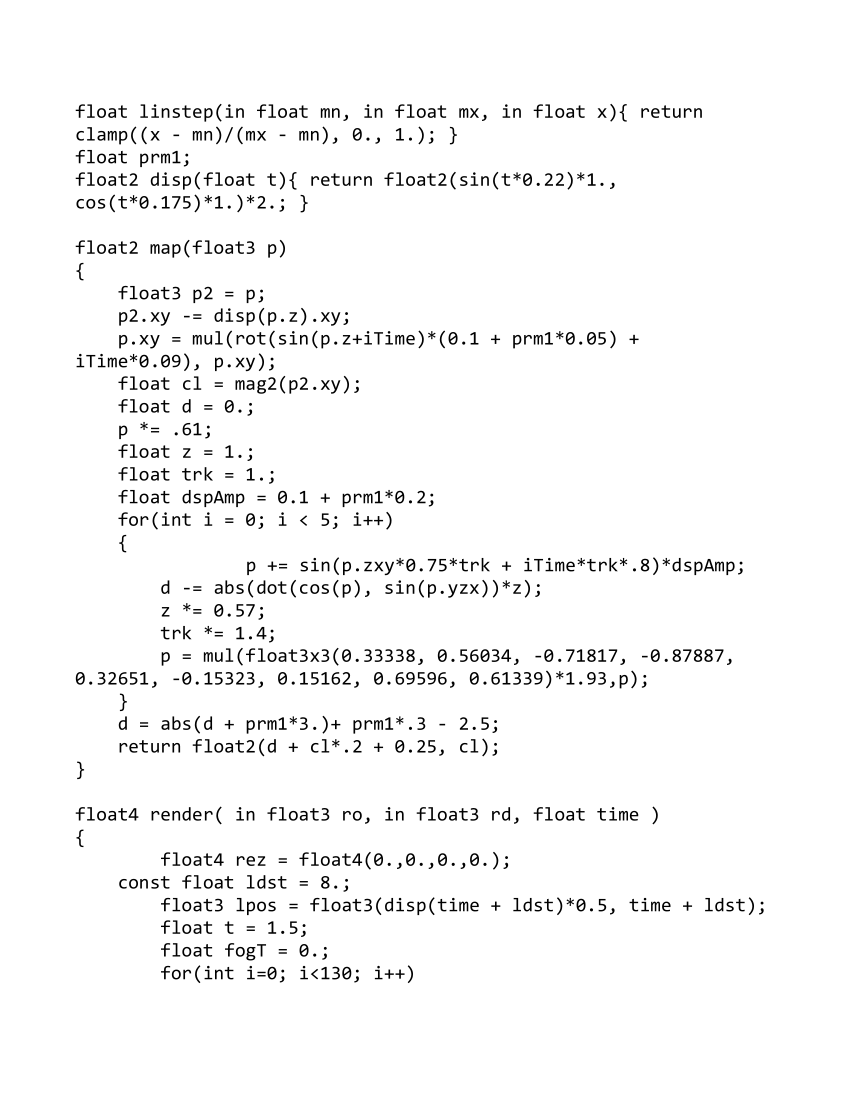 float linstep(in float mn, in float mx, in float x){ return
clamp((x - mn)/(mx - mn), 0., 1.); }
float prm1;
float2 disp(float t){ return float2(sin(t*0.22)*1.,
cos(t*0.175)*1.)*2.; }

float2 map(float3 p)
{
    float3 p2 = p;
    p2.xy -= disp(p.z).xy;
    p.xy = mul(rot(sin(p.z+iTime)*(0.1 + prm1*0.05) +
iTime*0.09), p.xy);
    float cl = mag2(p2.xy);
    float d = 0.;
    p *= .61;
    float z = 1.;
    float trk = 1.;
    float dspAmp = 0.1 + prm1*0.2;
    for(int i = 0; i < 5; i++)
    {
                p += sin(p.zxy*0.75*trk + iTime*trk*.8)*dspAmp;
        d -= abs(dot(cos(p), sin(p.yzx))*z);
        z *= 0.57;
        trk *= 1.4;
        p = mul(float3x3(0.33338, 0.56034, -0.71817, -0.87887,
0.32651, -0.15323, 0.15162, 0.69596, 0.61339)*1.93,p);
    }
    d = abs(d + prm1*3.)+ prm1*.3 - 2.5;
    return float2(d + cl*.2 + 0.25, cl);
}

float4 render( in float3 ro, in float3 rd, float time )
{
        float4 rez = float4(0.,0.,0.,0.);
    const float ldst = 8.;
        float3 lpos = float3(disp(time + ldst)*0.5, time + ldst);
        float t = 1.5;
        float fogT = 0.;
        for(int i=0; i<130; i++)